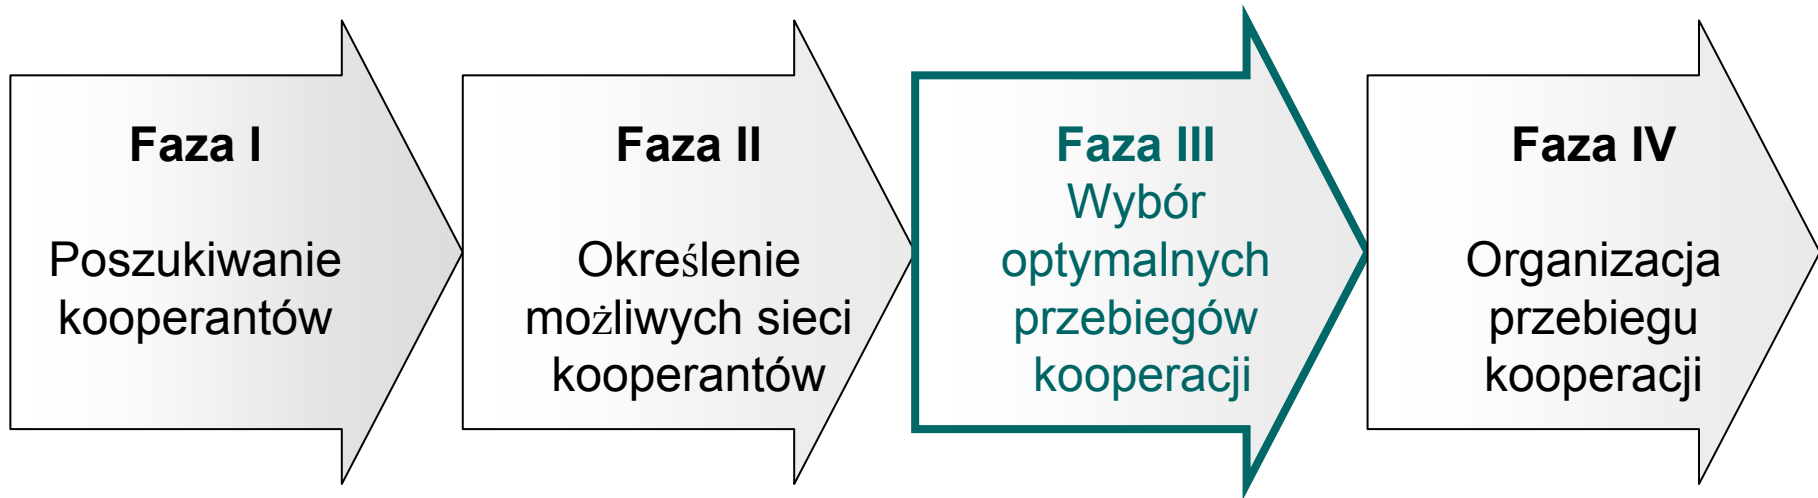 Faza I
Poszukiwanie
kooperantów
Faza II
Określenie
możliwych sieci
kooperantów
Faza III
Wybór
optymalnych
przebiegów
kooperacji
Faza IV
Organizacja
przebiegu
kooperacji